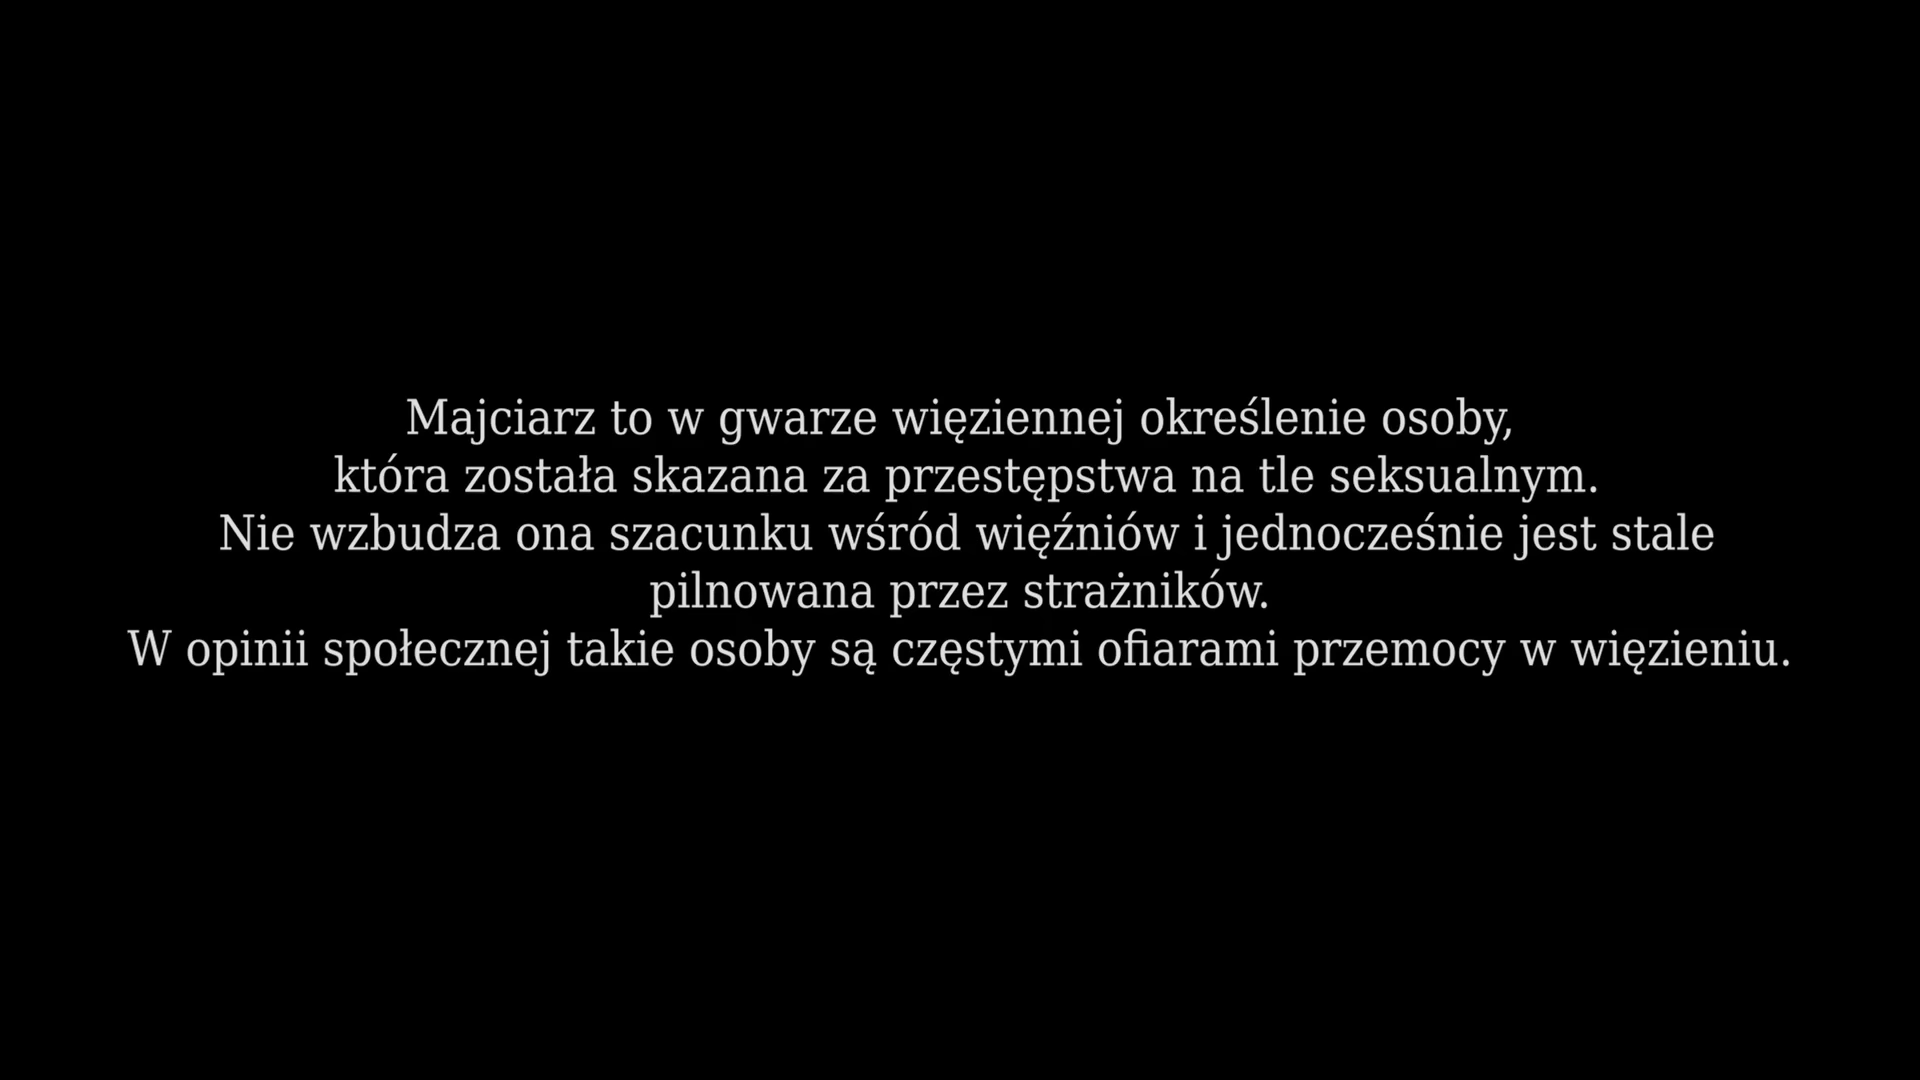 Majciarz to w gwarze więziennej określenie osoby,
która została skazana za przestępstwa na tle seksualnym.
Nie wzbudza ona szacunku wśród więźniów i jednocześnie jest stale
pilnowana przez strażników.
W opinii społecznej takie osoby są częstymi ofiarami przemocy w więzieniu.